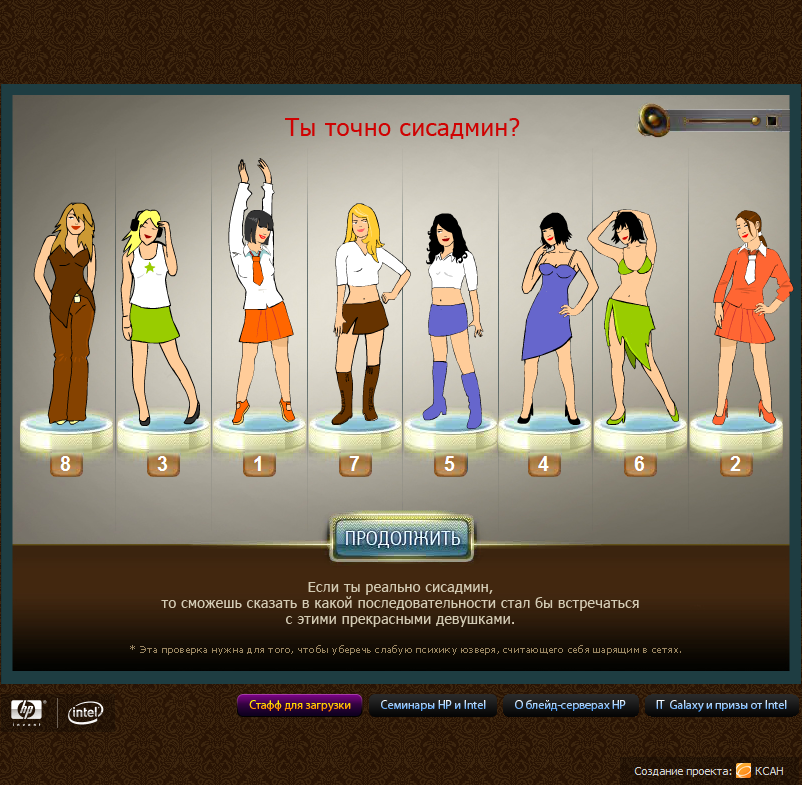 Ты точно сисадмин?
8 3 1 7 5 4 6 2
ПРОДОЛЖИТЬ
Если ты реально сисадмин,
то сможешь сказать в какой последовательности стал бы встречаться
с этими прекрасными девушками.
* Эта проверка нужна для того, чтобы уберечь слабую психику юзверя, считающего себя шарящим в сетях.
hp invent intel Стафф для загрузки Семинары HP и Intel О блейд-серверах HP IT Galaxy и призы от Intel
Создание проекта: КСАН